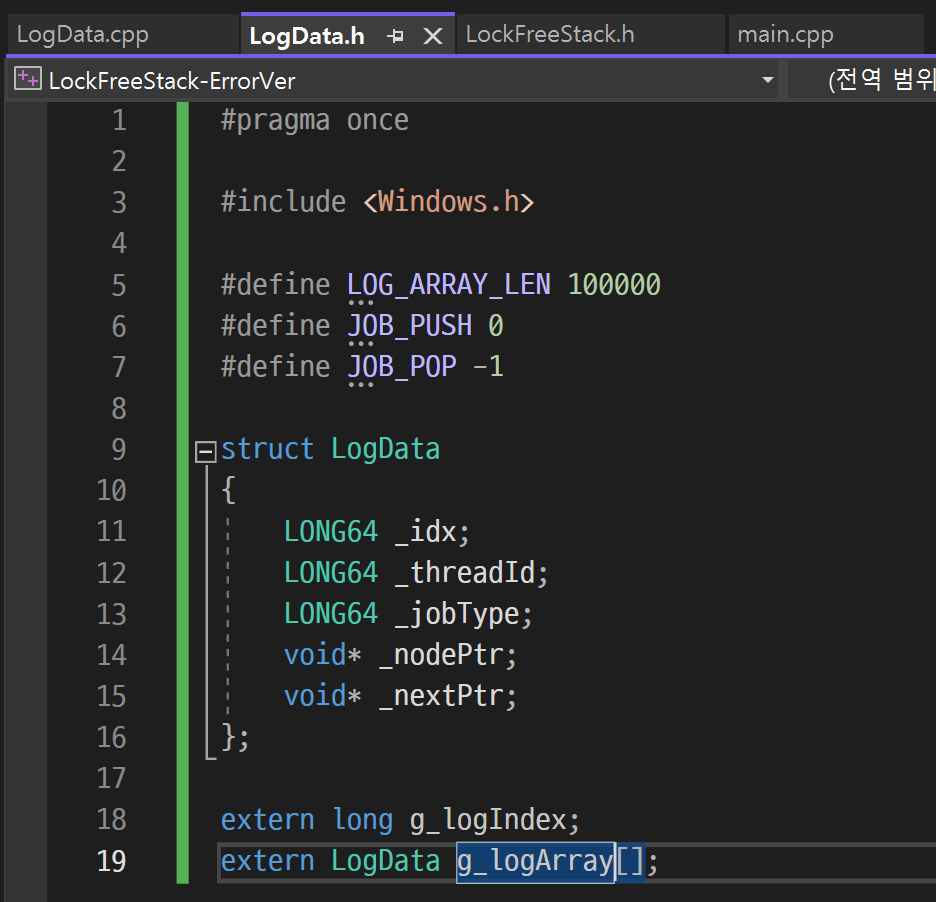 LogData.cpp LogData.h LockFreeStack.h main.cpp
LockFreeStack-ErrorVer (전역 범위
1 #pragma once
2
3 #include <Windows.h>
4
5 #define LOG_ARRAY_LEN 100000
6 #define JOB_PUSH 0
7 #define JOB_POP -1
8
9 struct LogData
10 {
11 LONG64 _idx;
12 LONG64 _threadId;
13 LONG64 _jobType;
14 void* _nodePtr;
15 void* _nextPtr;
16 };
17
18 extern long g_logIndex;
19 extern LogData g_logArray[];